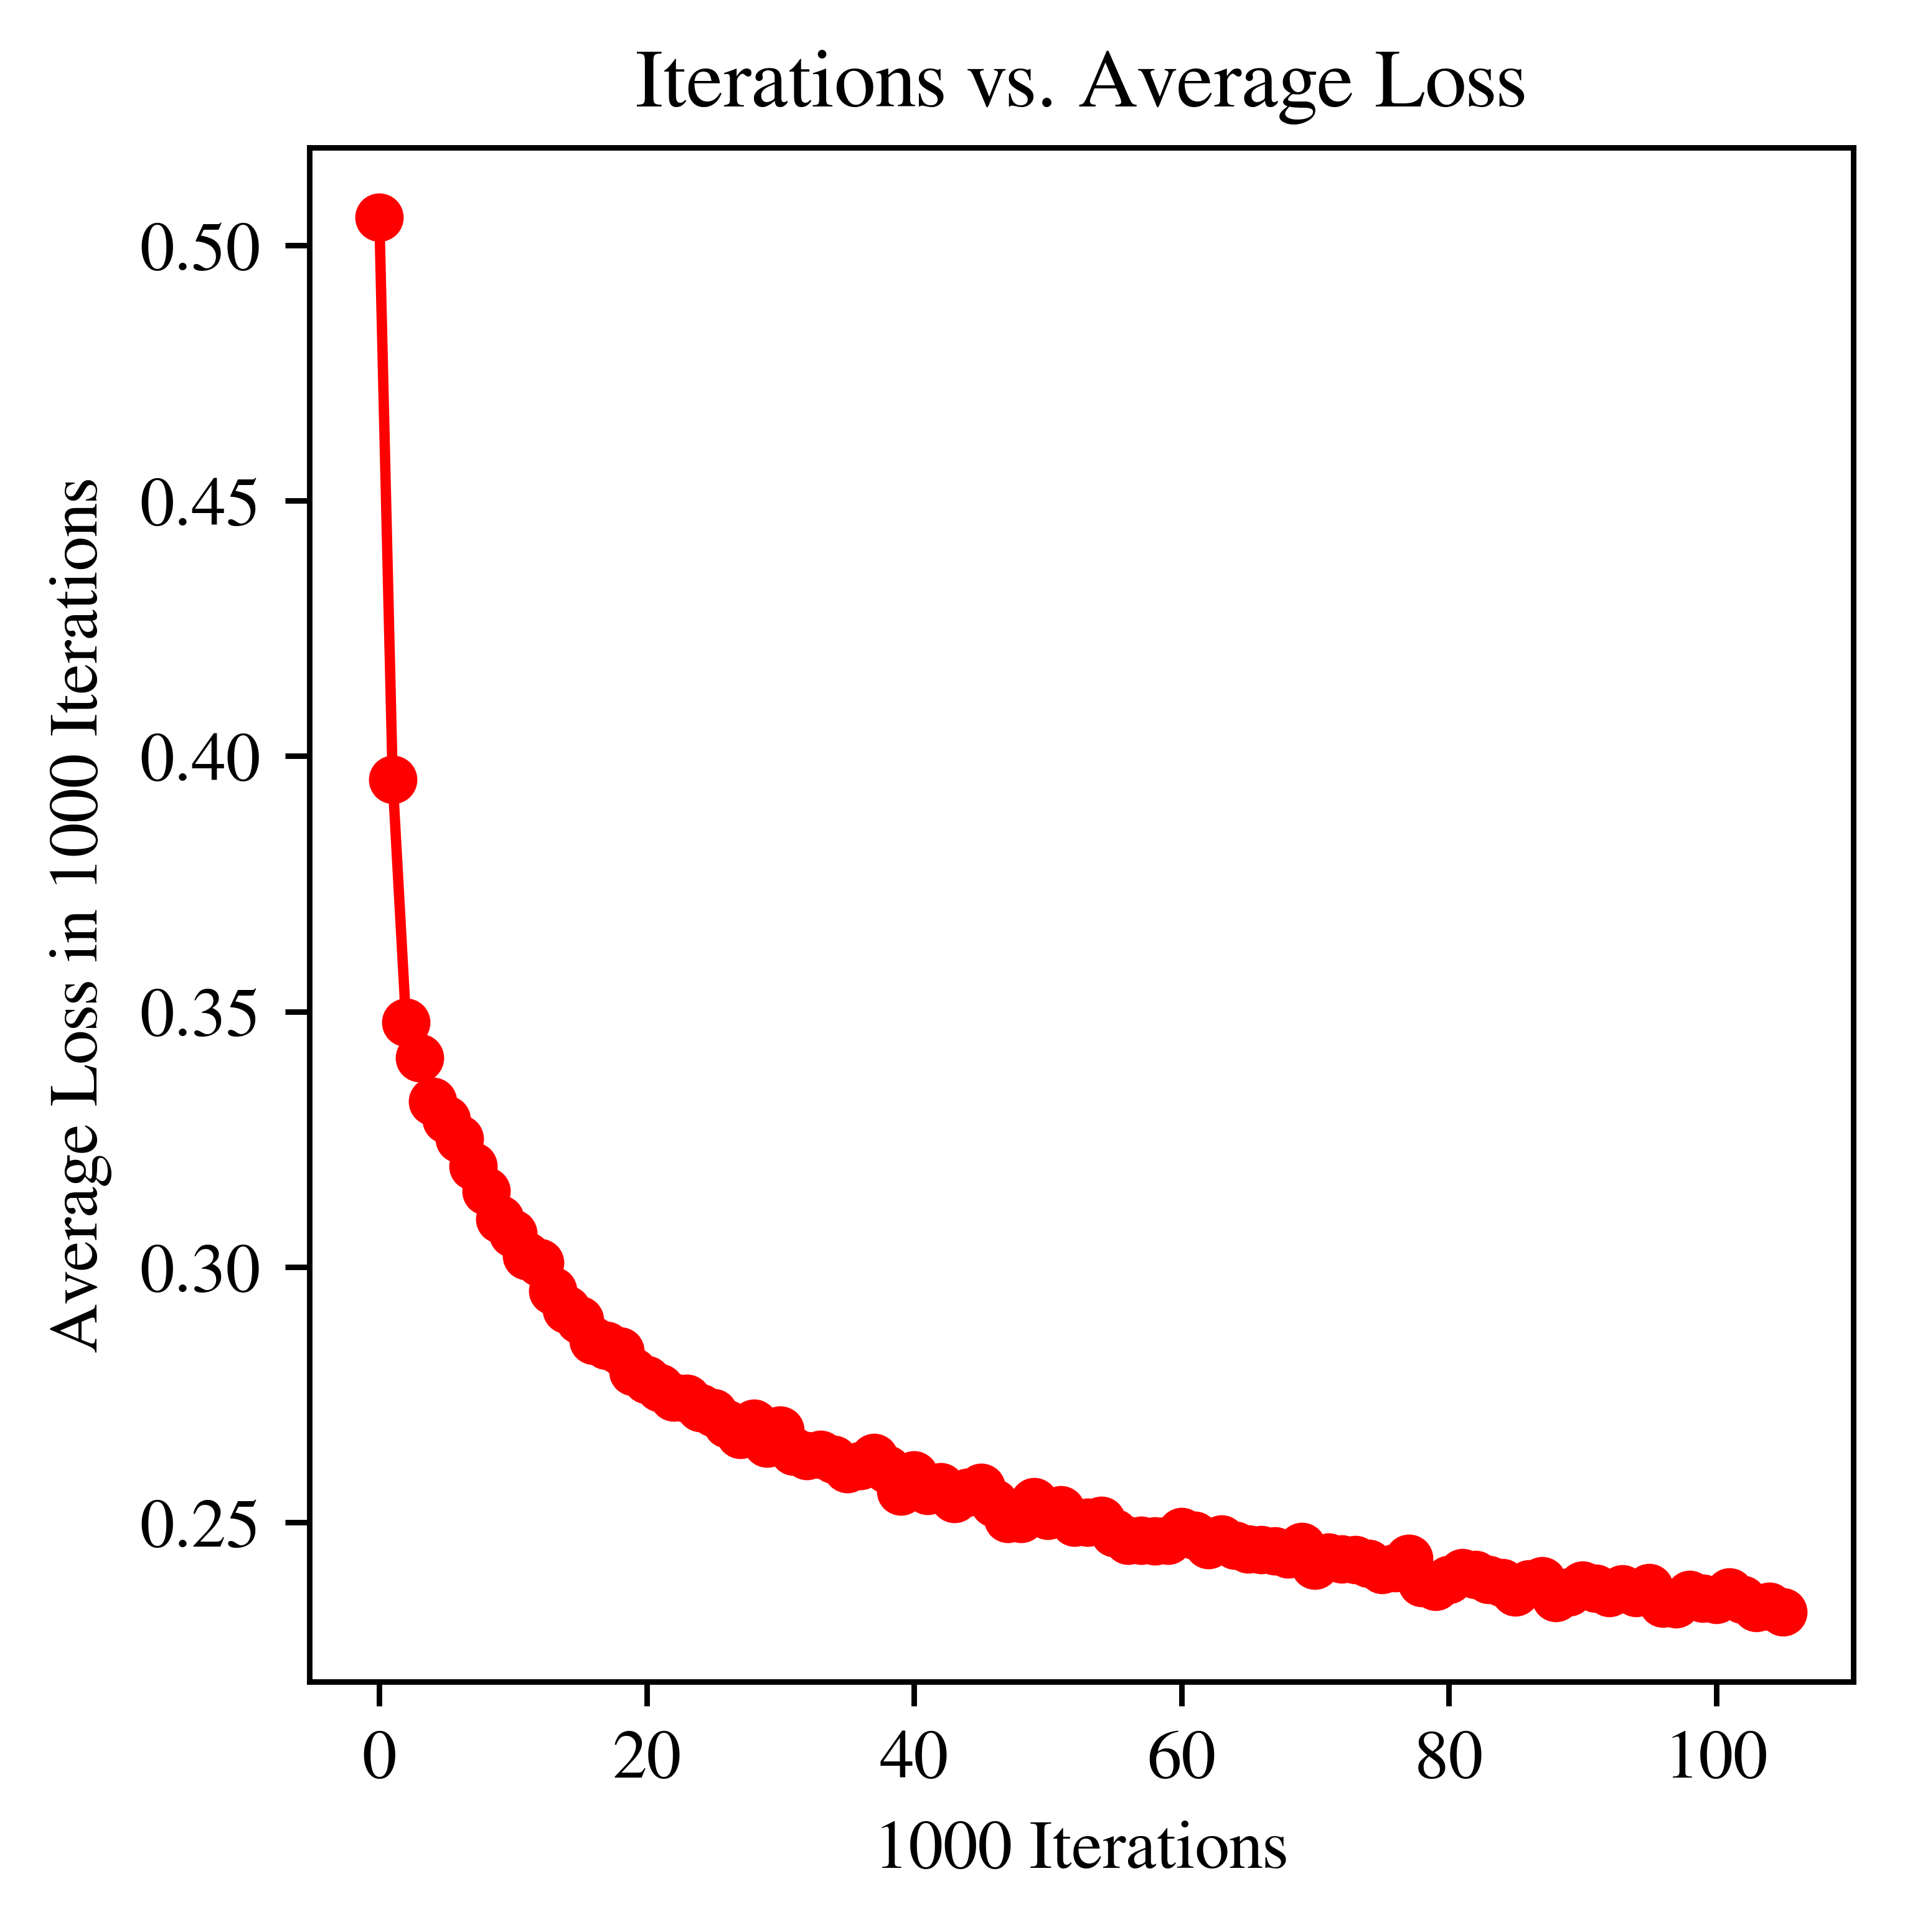 Iterations vs. Average Loss
Average Loss in 1000 Iterations
0.50
0.45
0.40
0.35
0.30
0.25
0 20 40 60 80 100
1000 Iterations